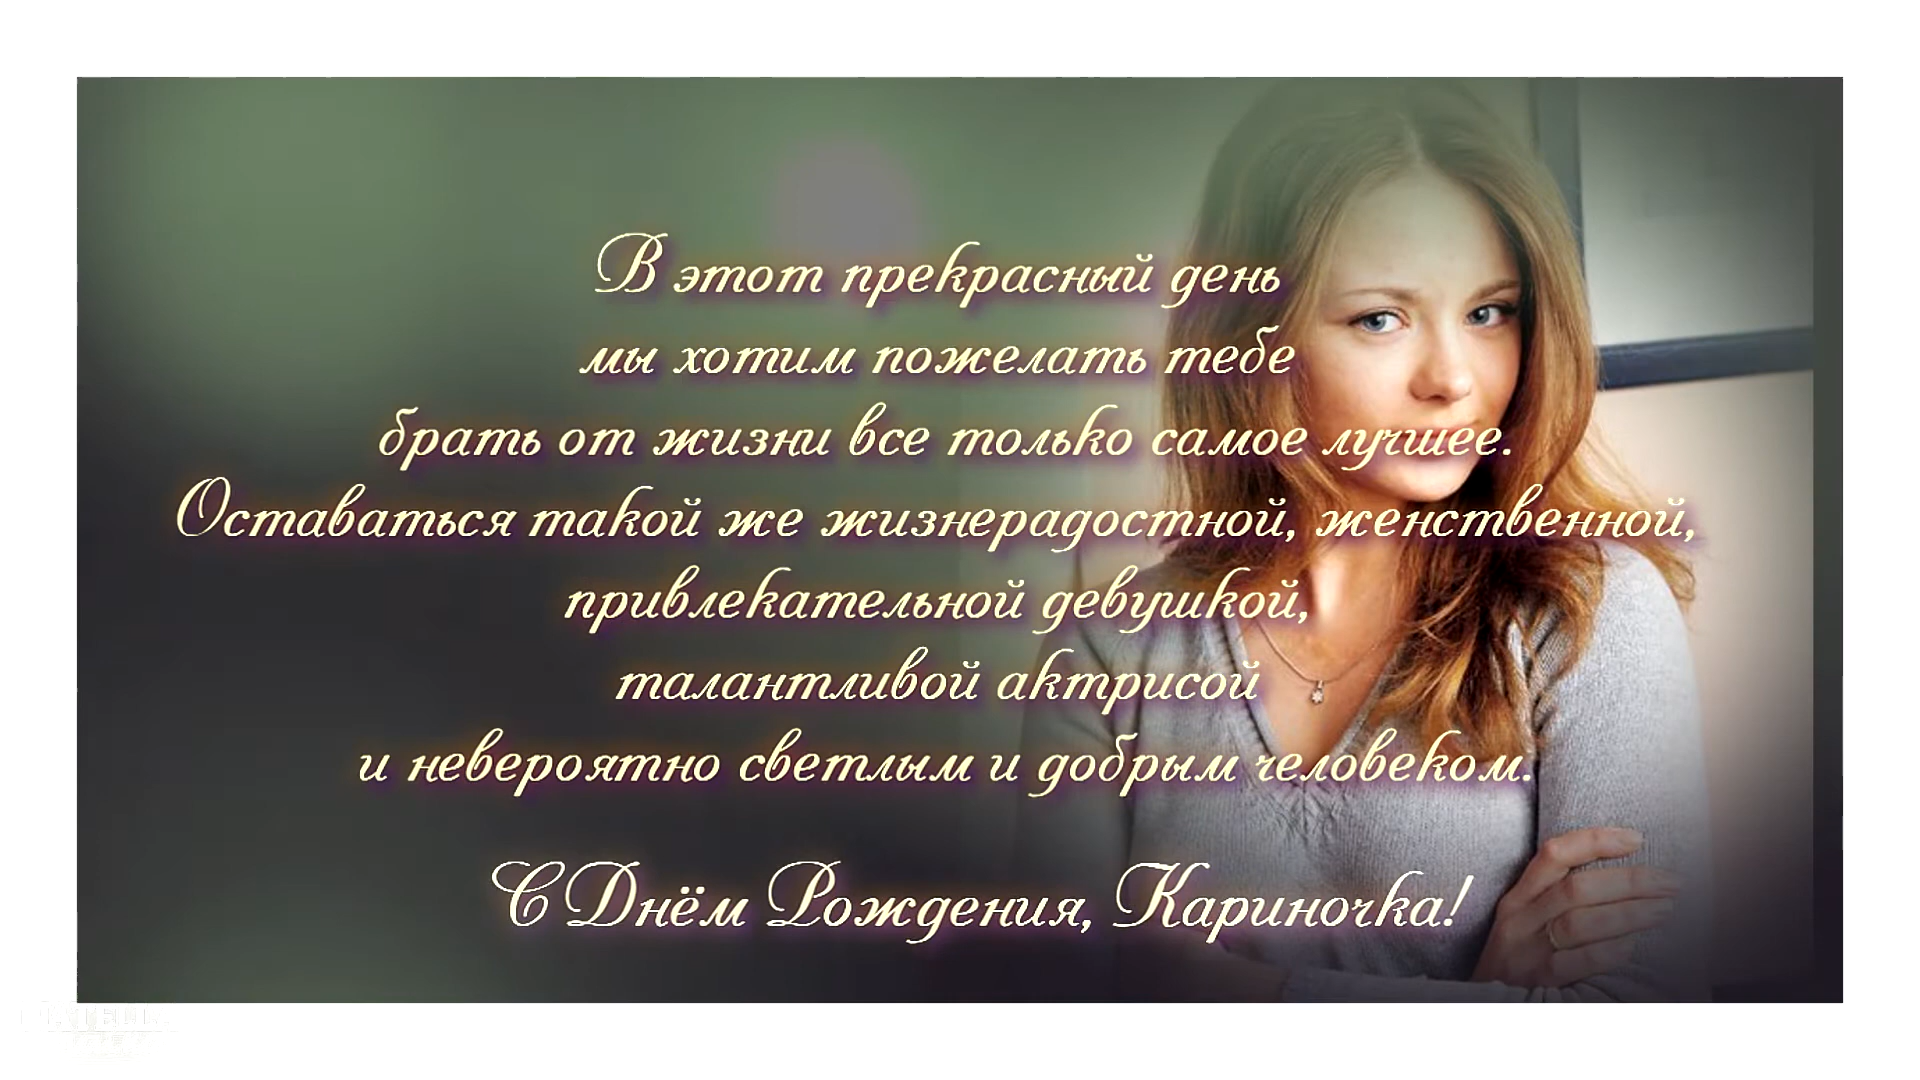 В этот прекрасный день
мы хотим пожелать тебе
брать от жизни все только самое лучшее.
Оставаться такой же жизнерадостной, женственной,
привлекательной девушкой,
талантливой актрисой
и невероятно светлым и добрым человеком.
С Днём Рождения, Кариночка!